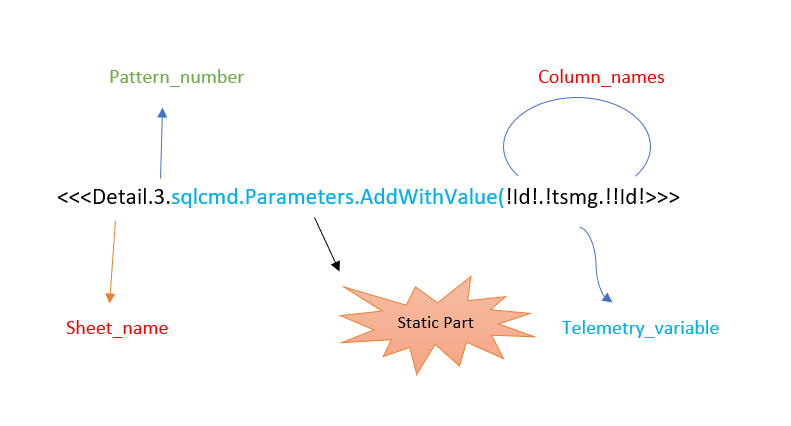 Pattern_number
Column_names
<<<Detail.3.sqlcmd.Parameters.AddWithValue(!Id!.!tsmg.!!Id!>>>
Sheet_name
Static Part
Telemetry_variable